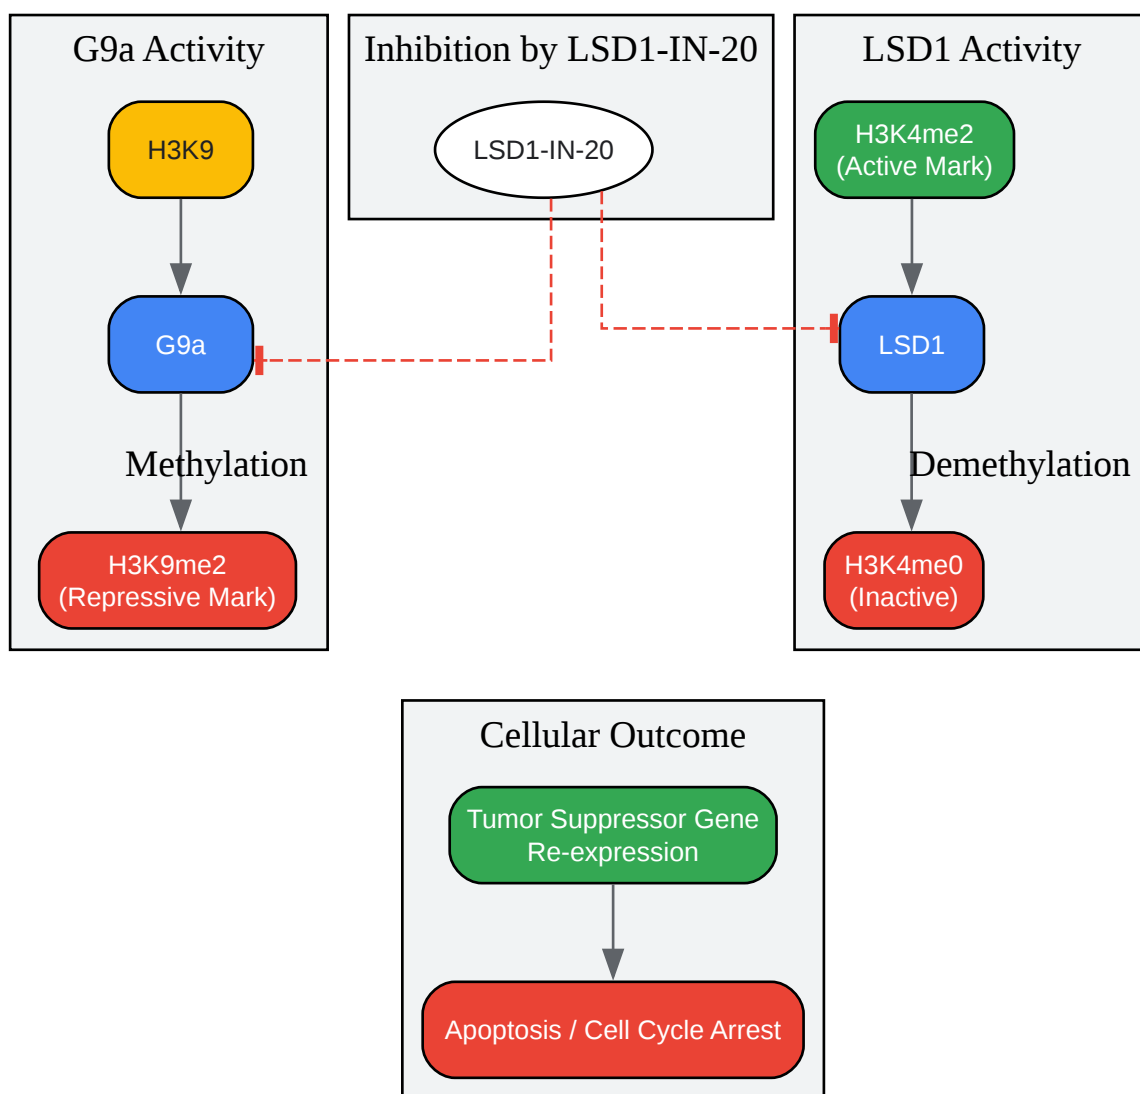 G9a Activity
H3K9
G9a
Methylation
H3K9me2
(Repressive Mark)
Inhibition by LSD1-IN-20
LSD1-IN-20
LSD1 Activity
H3K4me2
(Active Mark)
LSD1
Demethylation
H3K4me0
(Inactive)
Cellular Outcome
Tumor Suppressor Gene
Re-expression
Apoptosis / Cell Cycle Arrest